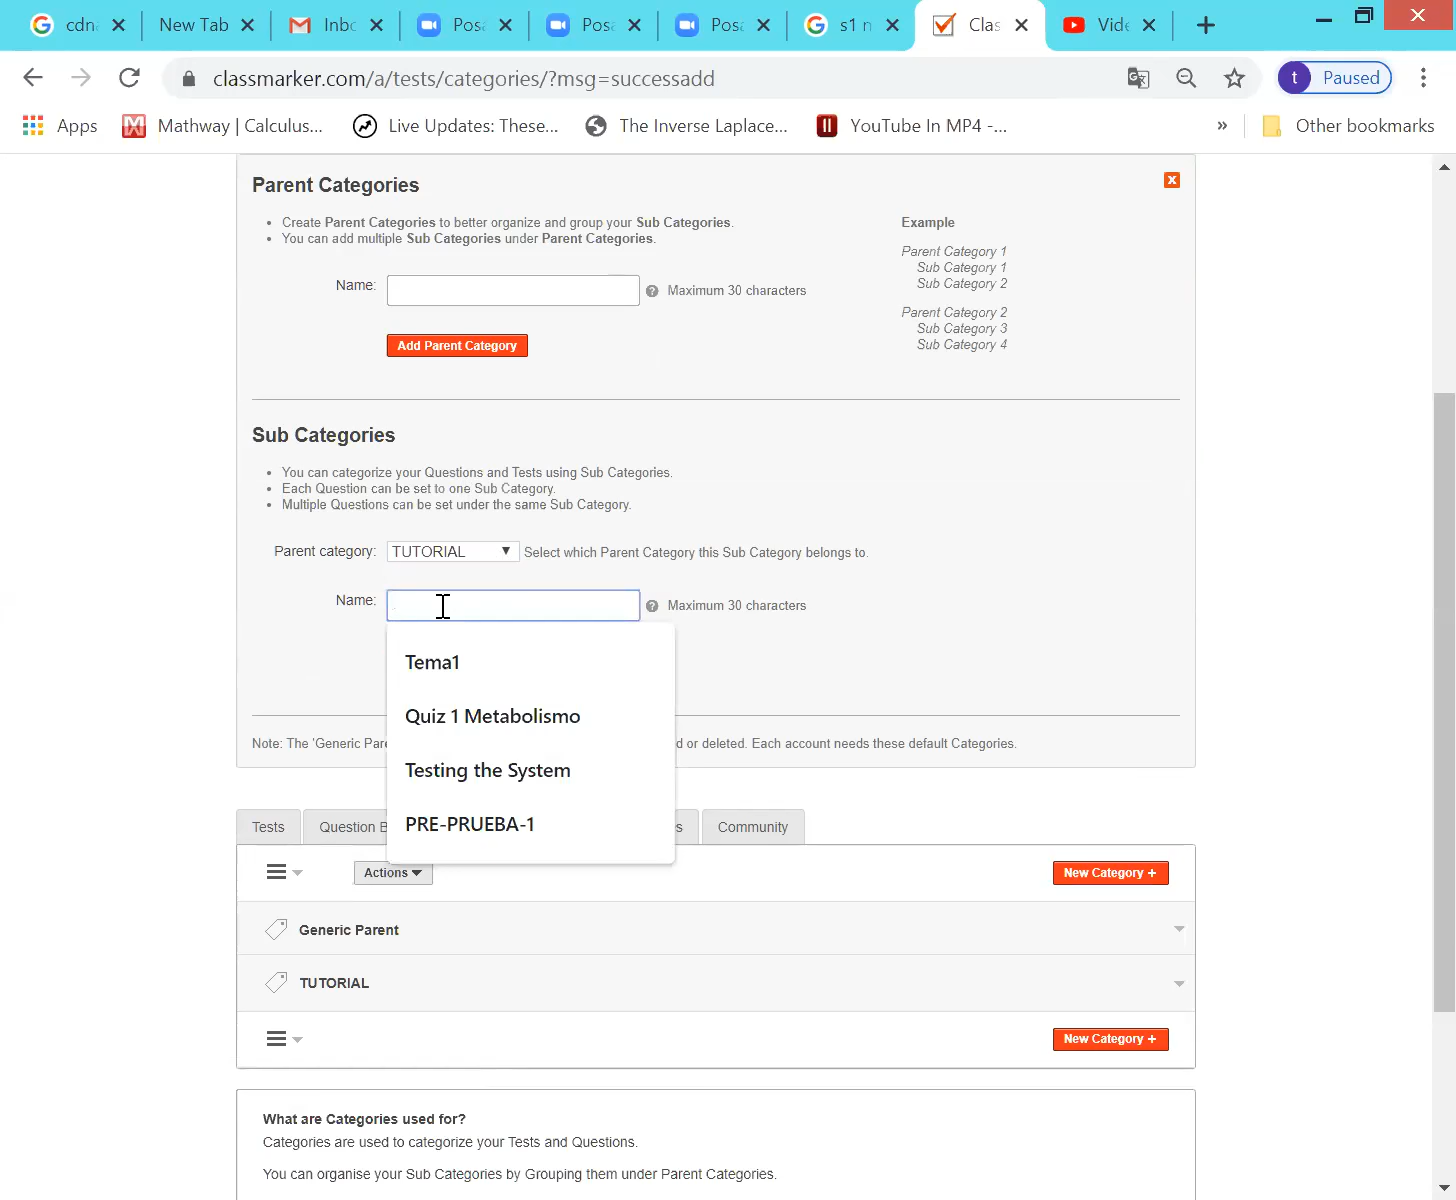 cdn
New Tab
Inbo
Posa
Posa
Posa
s1 n
Clas
Vide
classmarker.com/a/tests/categories/?msg=successadd
t
Paused
Apps
Mathway | Calculus...
Live Updates: These...
The Inverse Laplace...
YouTube In MP4 -...
»
Other bookmarks
Parent Categories
x
• Create Parent Categories to better organize and group your Sub Categories.
• You can add multiple Sub Categories under Parent Categories.
Example
Parent Category 1
Sub Category 1
Sub Category 2
Parent Category 2
Sub Category 3
Sub Category 4
Name:
? Maximum 30 characters
Add Parent Category
Sub Categories
• You can categorize your Questions and Tests using Sub Categories.
• Each Question can be set to one Sub Category.
• Multiple Questions can be set under the same Sub Category.
Parent category: TUTORIAL Select which Parent Category this Sub Category belongs to.
Name:
? Maximum 30 characters
Tema1
Quiz 1 Metabolismo
Testing the System
PRE-PRUEBA-1
Note: The 'Generic Pare
d or deleted. Each account needs these default Categories.
Tests
Question B
s
Community
Actions
New Category +
Generic Parent
TUTORIAL
New Category +
What are Categories used for?
Categories are used to categorize your Tests and Questions.
You can organise your Sub Categories by Grouping them under Parent Categories.